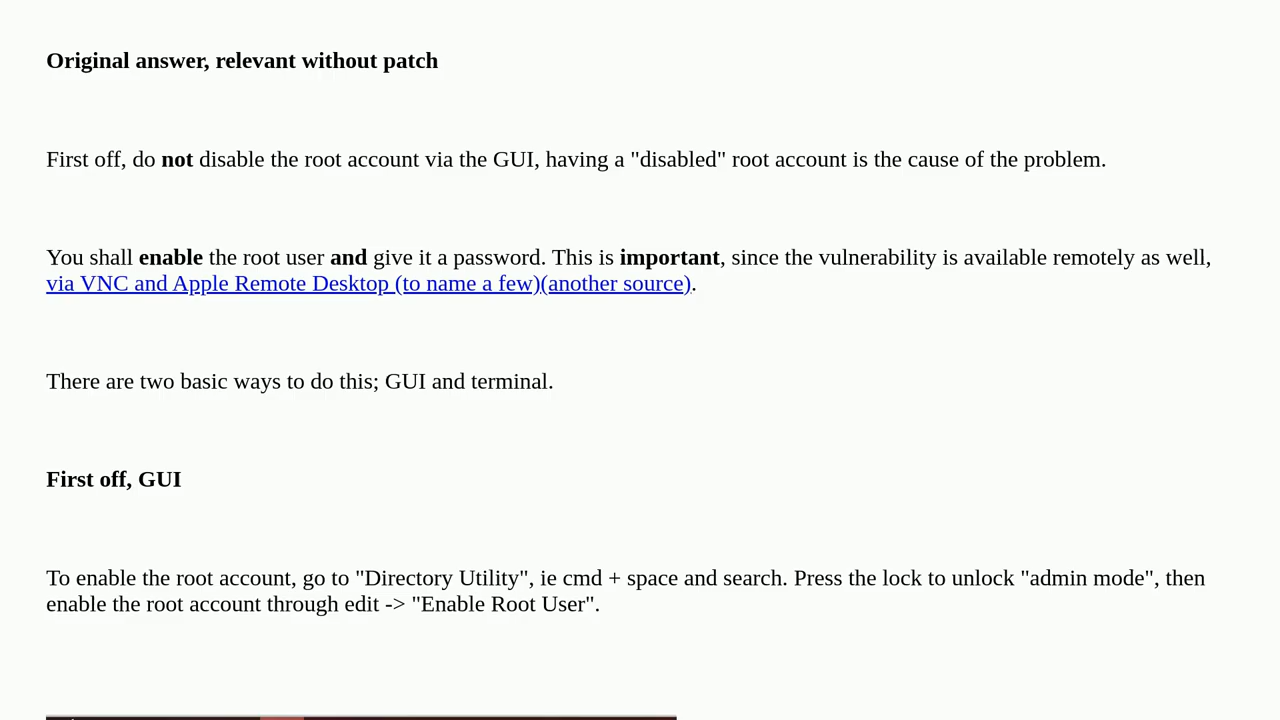 Original answer, relevant without patch
First off, do not disable the root account via the GUI, having a "disabled" root account is the cause of the problem.
You shall enable the root user and give it a password. This is important, since the vulnerability is available remotely as well,
via VNC and Apple Remote Desktop (to name a few)(another source).
There are two basic ways to do this; GUI and terminal.
First off, GUI
To enable the root account, go to "Directory Utility", ie cmd + space and search. Press the lock to unlock "admin mode", then
enable the root account through edit -> "Enable Root User".